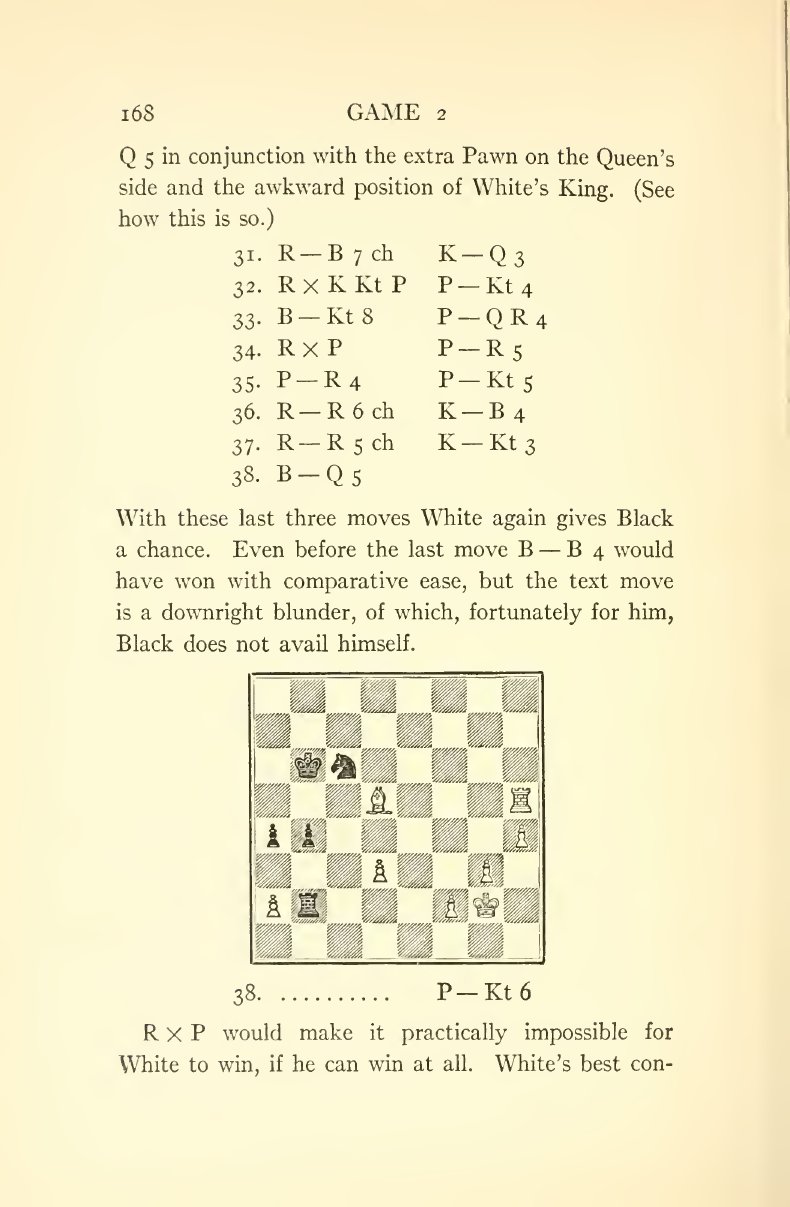 168 GAME 2
Q 5 in conjunction with the extra Pawn on the Queen's
side and the awkward position of White's King. (See
how this is so.)
31. R—B 7 ch K—Q 3
32. R × K Kt P P—Kt 4
33. B—Kt 8 P—Q R 4
34. R × P P—R 5
35. P—R 4 P—Kt 5
36. R—R 6 ch K—B 4
37. R—R 5 ch K—Kt 3
38. B—Q 5
With these last three moves White again gives Black
a chance. Even before the last move B—B 4 would
have won with comparative ease, but the text move
is a downright blunder, of which, fortunately for him,
Black does not avail himself.
38. .......... P—Kt 6
R × P would make it practically impossible for
White to win, if he can win at all. White's best con-